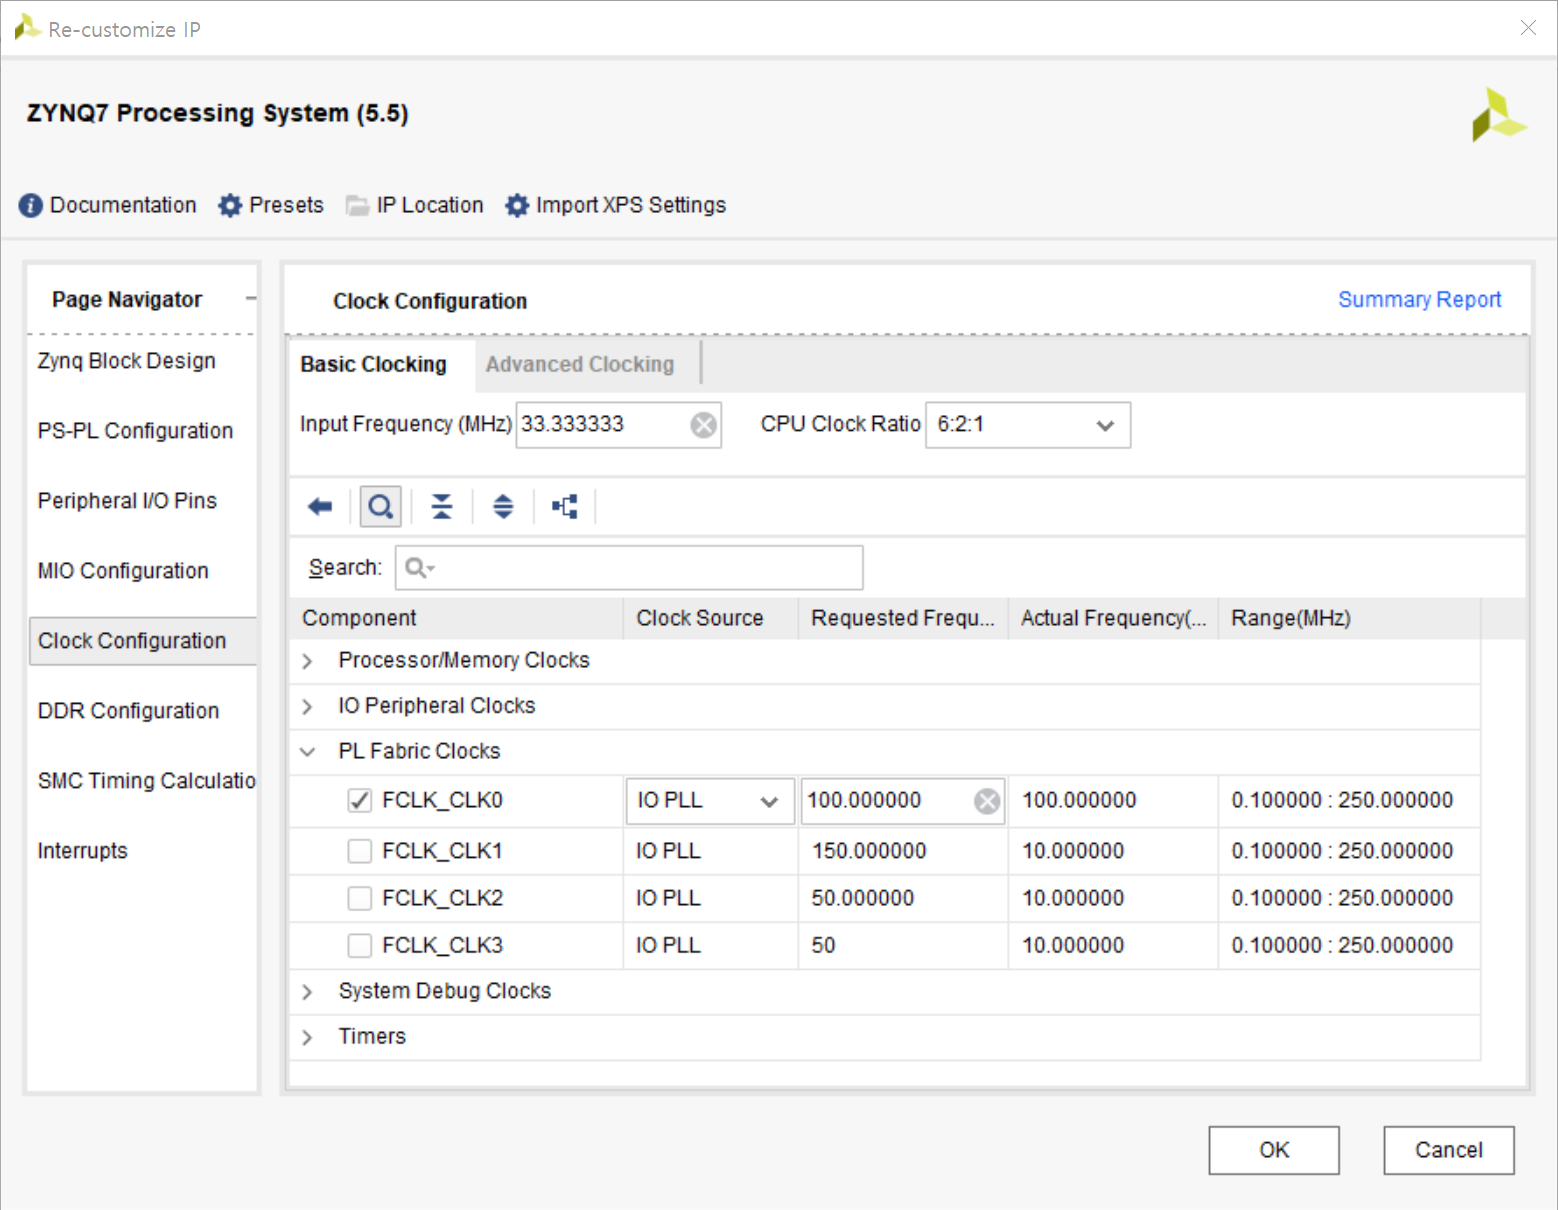 Re-customize IP
ZYNQ7 Processing System (5.5)
Documentation Presets IP Location Import XPS Settings
Page Navigator
Zynq Block Design
PS-PL Configuration
Peripheral I/O Pins
MIO Configuration
Clock Configuration
DDR Configuration
SMC Timing Calculatio
Interrupts
Clock Configuration Summary Report
Basic Clocking Advanced Clocking
Input Frequency (MHz) 33.333333 CPU Clock Ratio 6:2:1
Search:
Component Clock Source Requested Frequ... Actual Frequency(... Range(MHz)
Processor/Memory Clocks
IO Peripheral Clocks
PL Fabric Clocks
FCLK_CLK0 IO PLL 100.000000 100.000000 0.100000 : 250.000000
FCLK_CLK1 IO PLL 150.000000 10.000000 0.100000 : 250.000000
FCLK_CLK2 IO PLL 50.000000 10.000000 0.100000 : 250.000000
FCLK_CLK3 IO PLL 50 10.000000 0.100000 : 250.000000
System Debug Clocks
Timers
OK Cancel